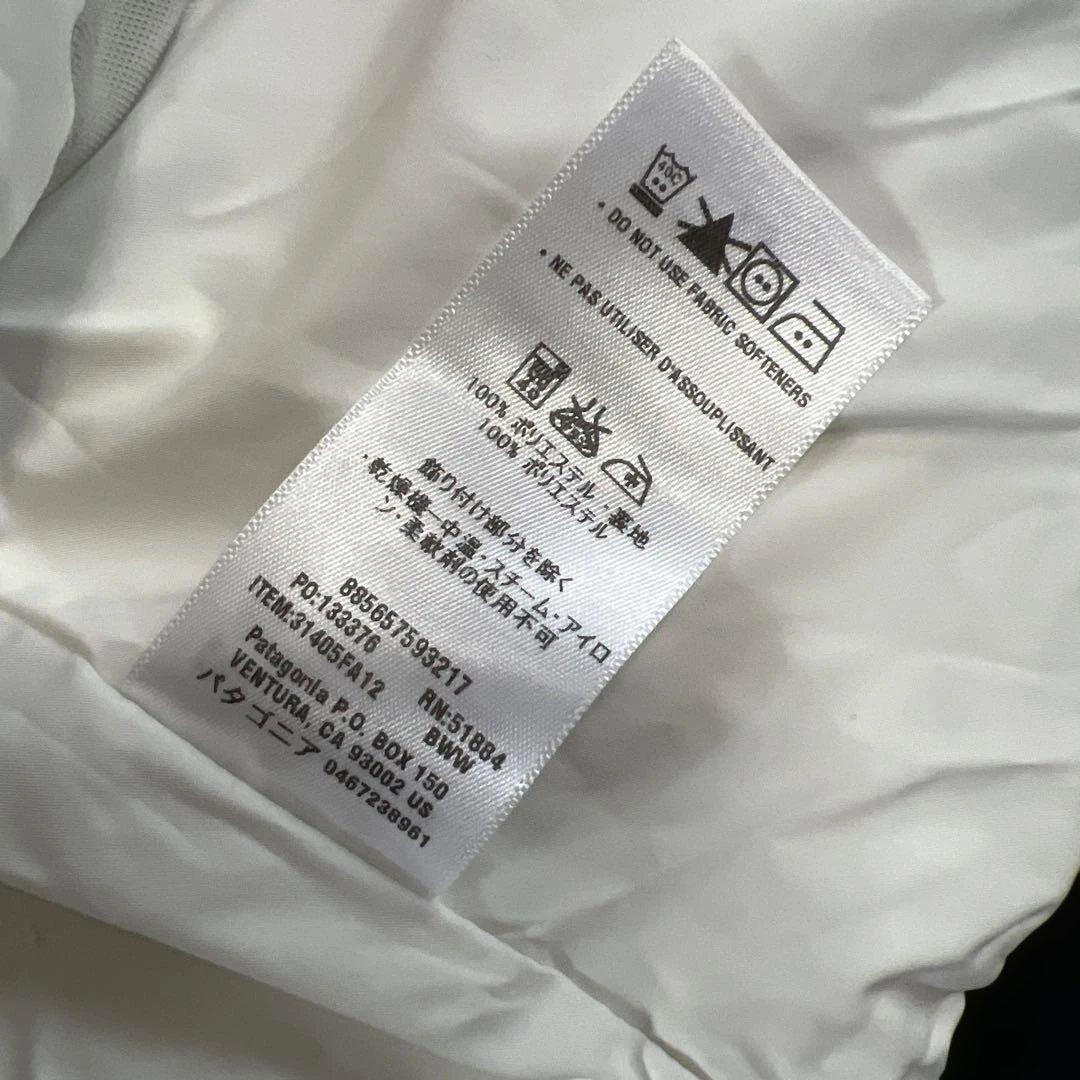 40C
• DO NOT USE FABRIC SOFTENERS
• NE PAS UTILISER D'ASSOUPLISSANT
100% ポリエステル・裏地
100% ポリエステル
飾り付け部分を除く
・乾燥機－中温・スチーム・アイロ
ン・柔軟剤の使用不可
B85657593217
PO:133376 RN:51884
ITEM:31405FA12 BWW
Patagonia P.O. BOX 150
VENTURA, CA 93002 US
パタゴニア 0467238961